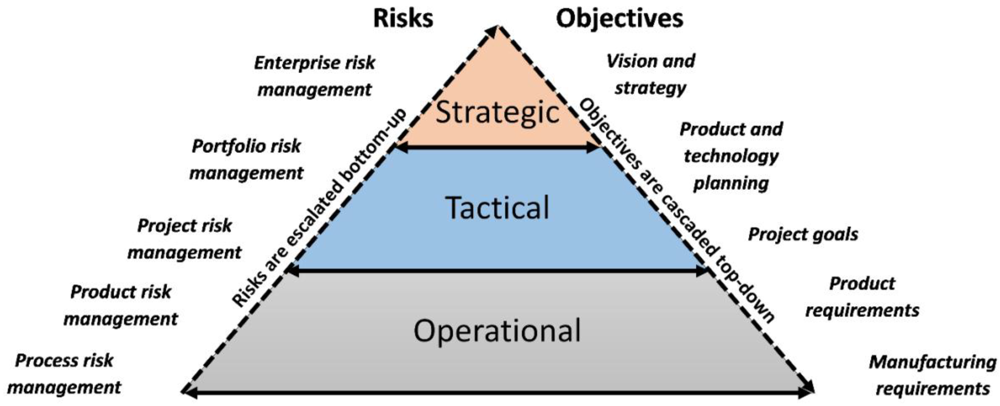 Risks
Objectives
Enterprise risk
management
Vision and
strategy
Strategic
Risks are escalated bottom-up
Objectives are cascaded top-down
Portfolio risk
management
Product and
technology
planning
Tactical
Project risk
management
Project goals
Product risk
management
Product
requirements
Operational
Process risk
management
Manufacturing
requirements